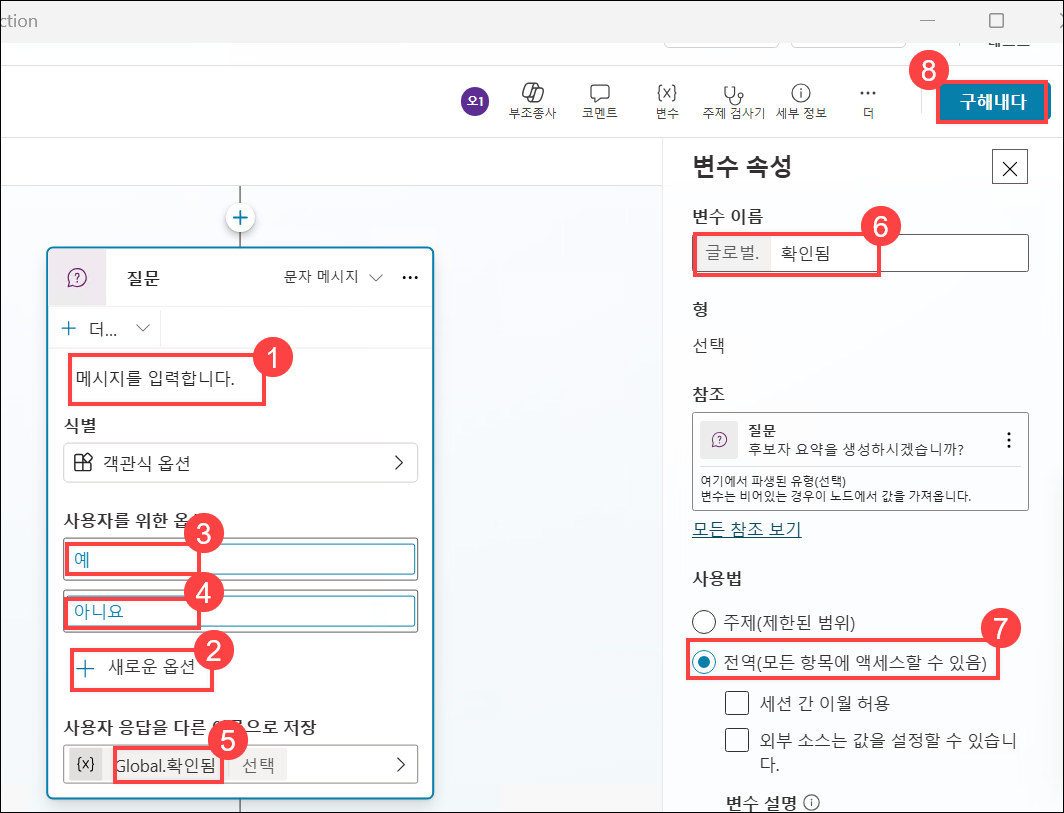 ction
8
오1
부조종사
코멘트
{x}
변수
주제 검사기
세부 정보
더
구해내다
변수 속성
변수 이름
6
글로벌. 확인됨
형
선택
참조
질문
후보자 요약을 생성하시겠습니까?
여기에서 파생된 유형(선택)
변수는 비어있는 경우이 노드에서 값을 가져옵니다.
모든 참조 보기
사용법
주제(제한된 범위)
7
전역(모든 항목에 액세스할 수 있음)
세션 간 이월 허용
외부 소스는 값을 설정할 수 있습니
다.
변수 설명
질문
문자 메시지
더...
1
메시지를 입력합니다.
식별
객관식 옵션
사용자를 위한
3
예
4
아니요
2
새로운 옵션
사용자 응답을 다른 이름으로 저장
5
{x} Global.확인됨 선택